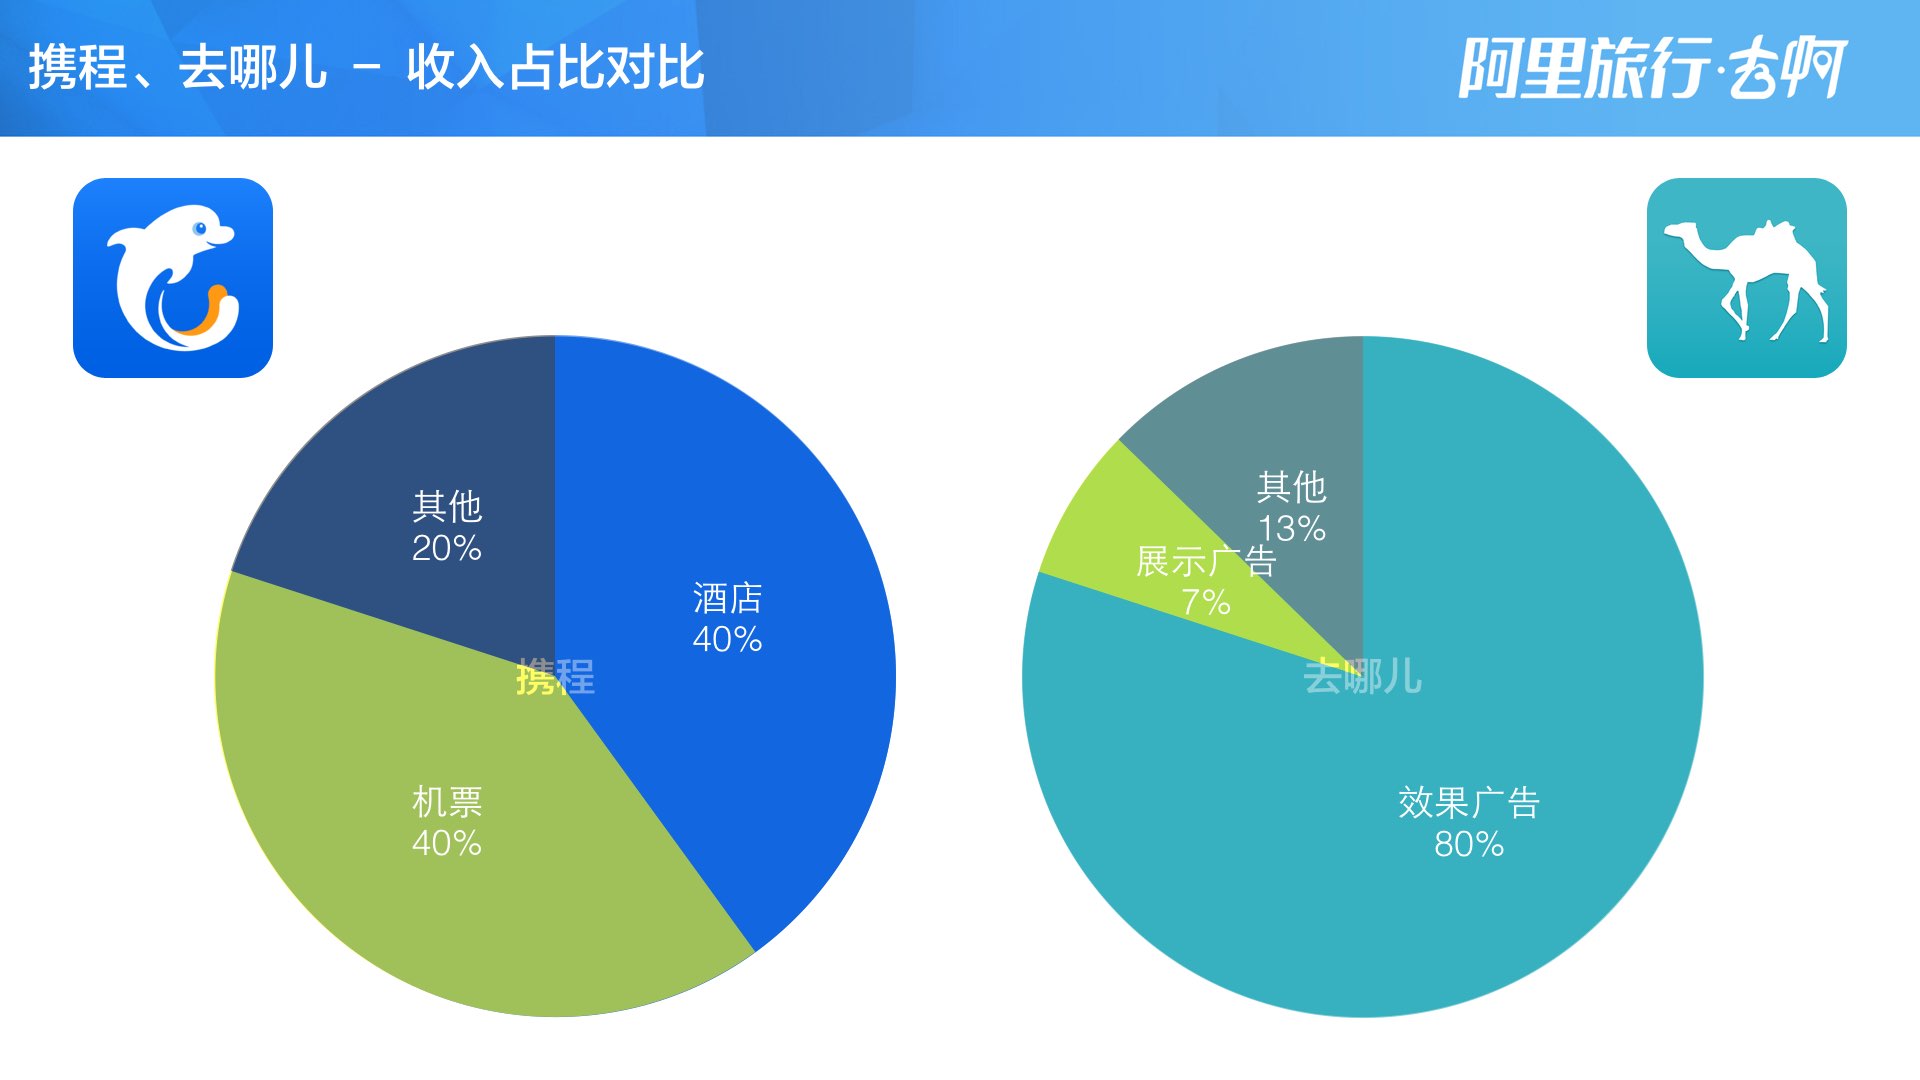 携程、去哪儿 - 收入占比对比
阿里旅行·去啊
其他
20%
酒店
40%
携程
机票
40%
其他
13%
展示广告
7%
去哪儿
效果广告
80%